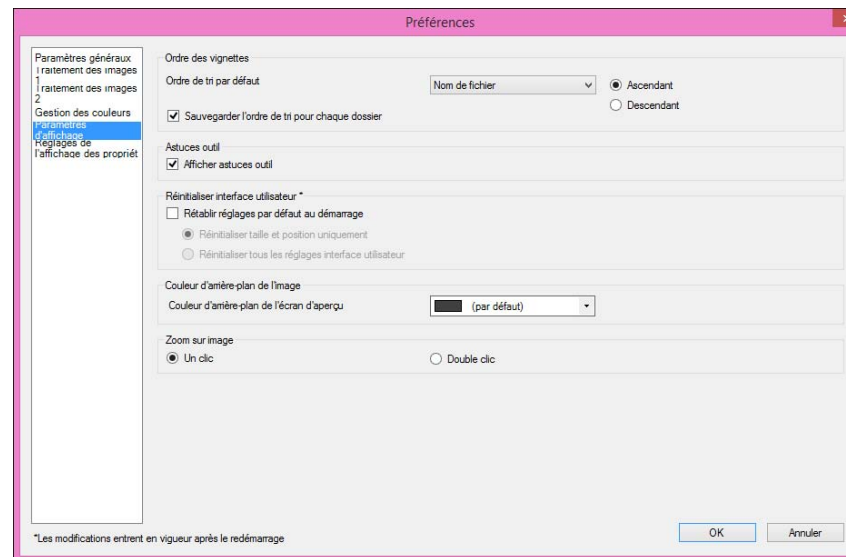 Préférences
Paramètres généraux
Traitement des images
1
Traitement des images
2
Gestion des couleurs
Paramètres
d'affichage
Réglages de
l'affichage des propriét
Ordre des vignettes
Ordre de tri par défaut
Nom de fichier
Ascendant
Descendant
Sauvegarder l'ordre de tri pour chaque dossier
Astuces outil
Afficher astuces outil
Réinitialiser interface utilisateur *
Rétablir réglages par défaut au démarrage
Réinitialiser taille et position uniquement
Réinitialiser tous les réglages interface utilisateur
Couleur d'arrière-plan de l'image
Couleur d'arrière-plan de l'écran d'aperçu
(par défaut)
Zoom sur image
Un clic
Double clic
*Les modifications entrent en vigueur après le redémarrage
OK
Annuler